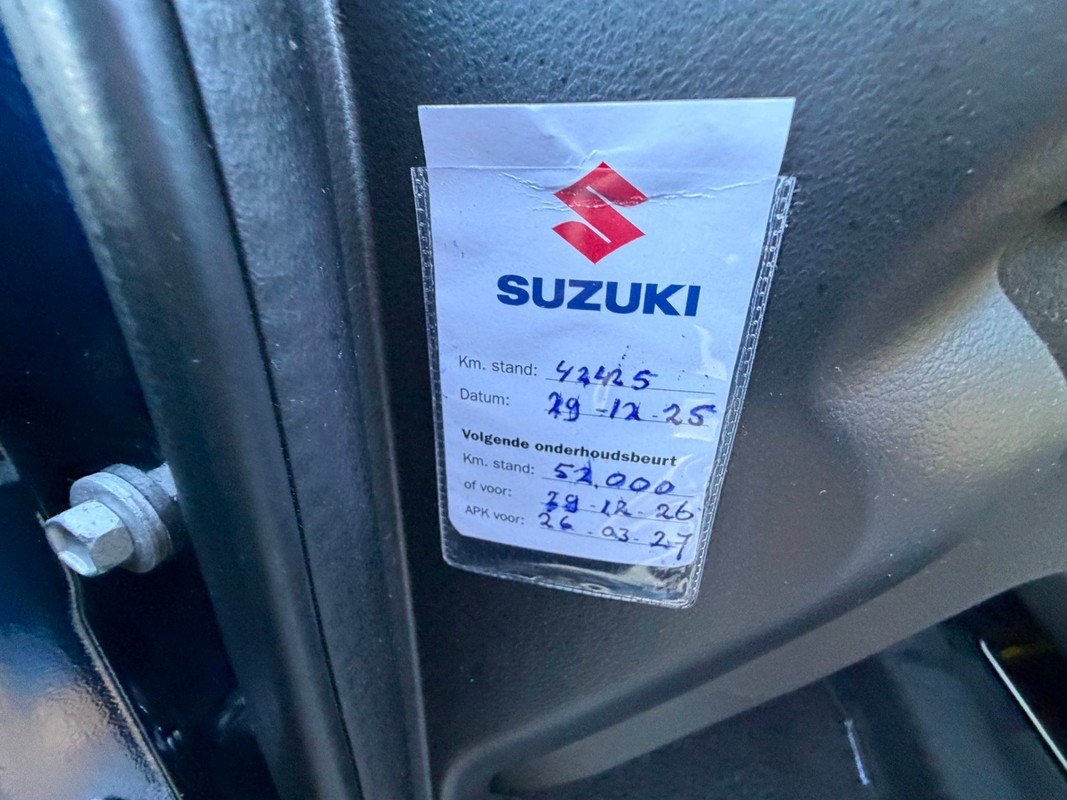 SUZUKI
Km. stand: 42425
Datum: 29-12-25
Volgende onderhoudsbeurt
Km. stand: 52.000
of voor: 29-12-26
APK voor: 26-03-27